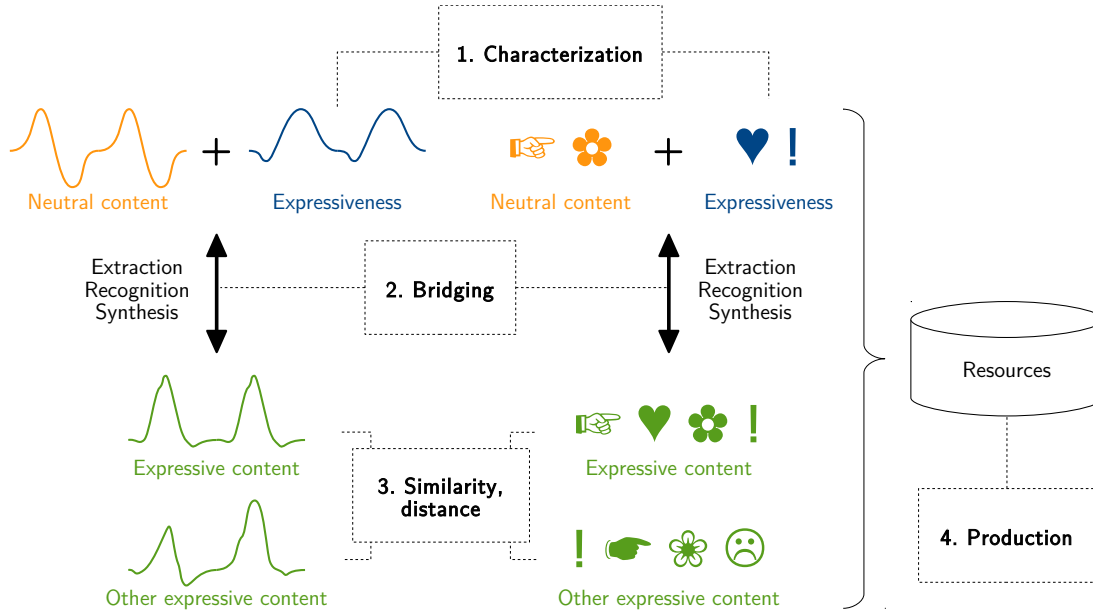 1. Characterization
Neutral content
Expressiveness
Neutral content
Expressiveness
Extraction
Recognition
Synthesis
2. Bridging
Extraction
Recognition
Synthesis
Resources
Expressive content
3. Similarity,
distance
Expressive content
4. Production
Other expressive content
Other expressive content